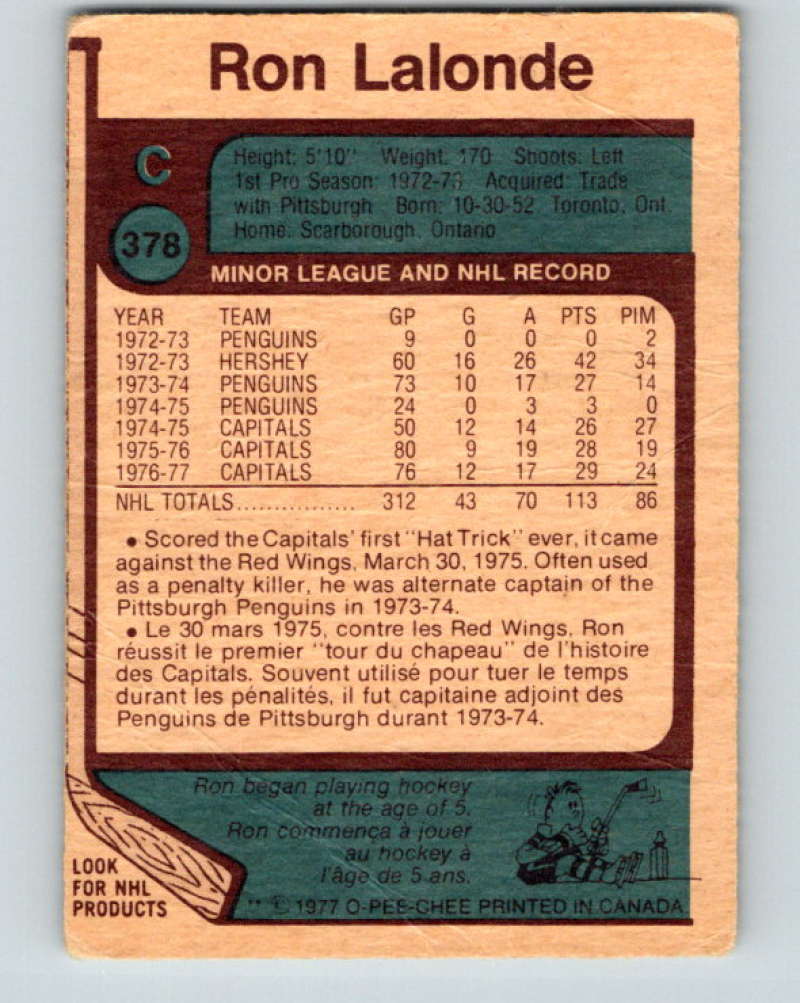 Ron Lalonde
C
378
Height: 5'10" Weight: 170 Shoots: Left
1st Pro Season: 1972-73 Acquired: Trade
with Pittsburgh Born: 10-30-52 Toronto, Ont.
Home: Scarborough, Ontario
MINOR LEAGUE AND NHL RECORD
YEAR TEAM GP G A PTS PIM
1972-73 PENGUINS 9 0 0 0 2
1972-73 HERSHEY 60 16 26 42 34
1973-74 PENGUINS 73 10 17 27 14
1974-75 PENGUINS 24 0 3 3 0
1974-75 CAPITALS 50 12 14 26 27
1975-76 CAPITALS 80 9 19 28 19
1976-77 CAPITALS 76 12 17 29 24
NHL TOTALS................ 312 43 70 113 86
• Scored the Capitals' first "Hat Trick" ever, it came
against the Red Wings, March 30, 1975. Often used
as a penalty killer, he was alternate captain of the
Pittsburgh Penguins in 1973-74.
• Le 30 mars 1975, contre les Red Wings, Ron
réussit le premier "tour du chapeau" de l'histoire
des Capitals. Souvent utilisé pour tuer le temps
durant les pénalités, il fut capitaine adjoint des
Penguins de Pittsburgh durant 1973-74.
Ron began playing hockey
at the age of 5.
Ron commença à jouer
au hockey à
l'âge de 5 ans.
LOOK
FOR NHL
PRODUCTS
** © 1977 O-PEE-CHEE PRINTED IN CANADA